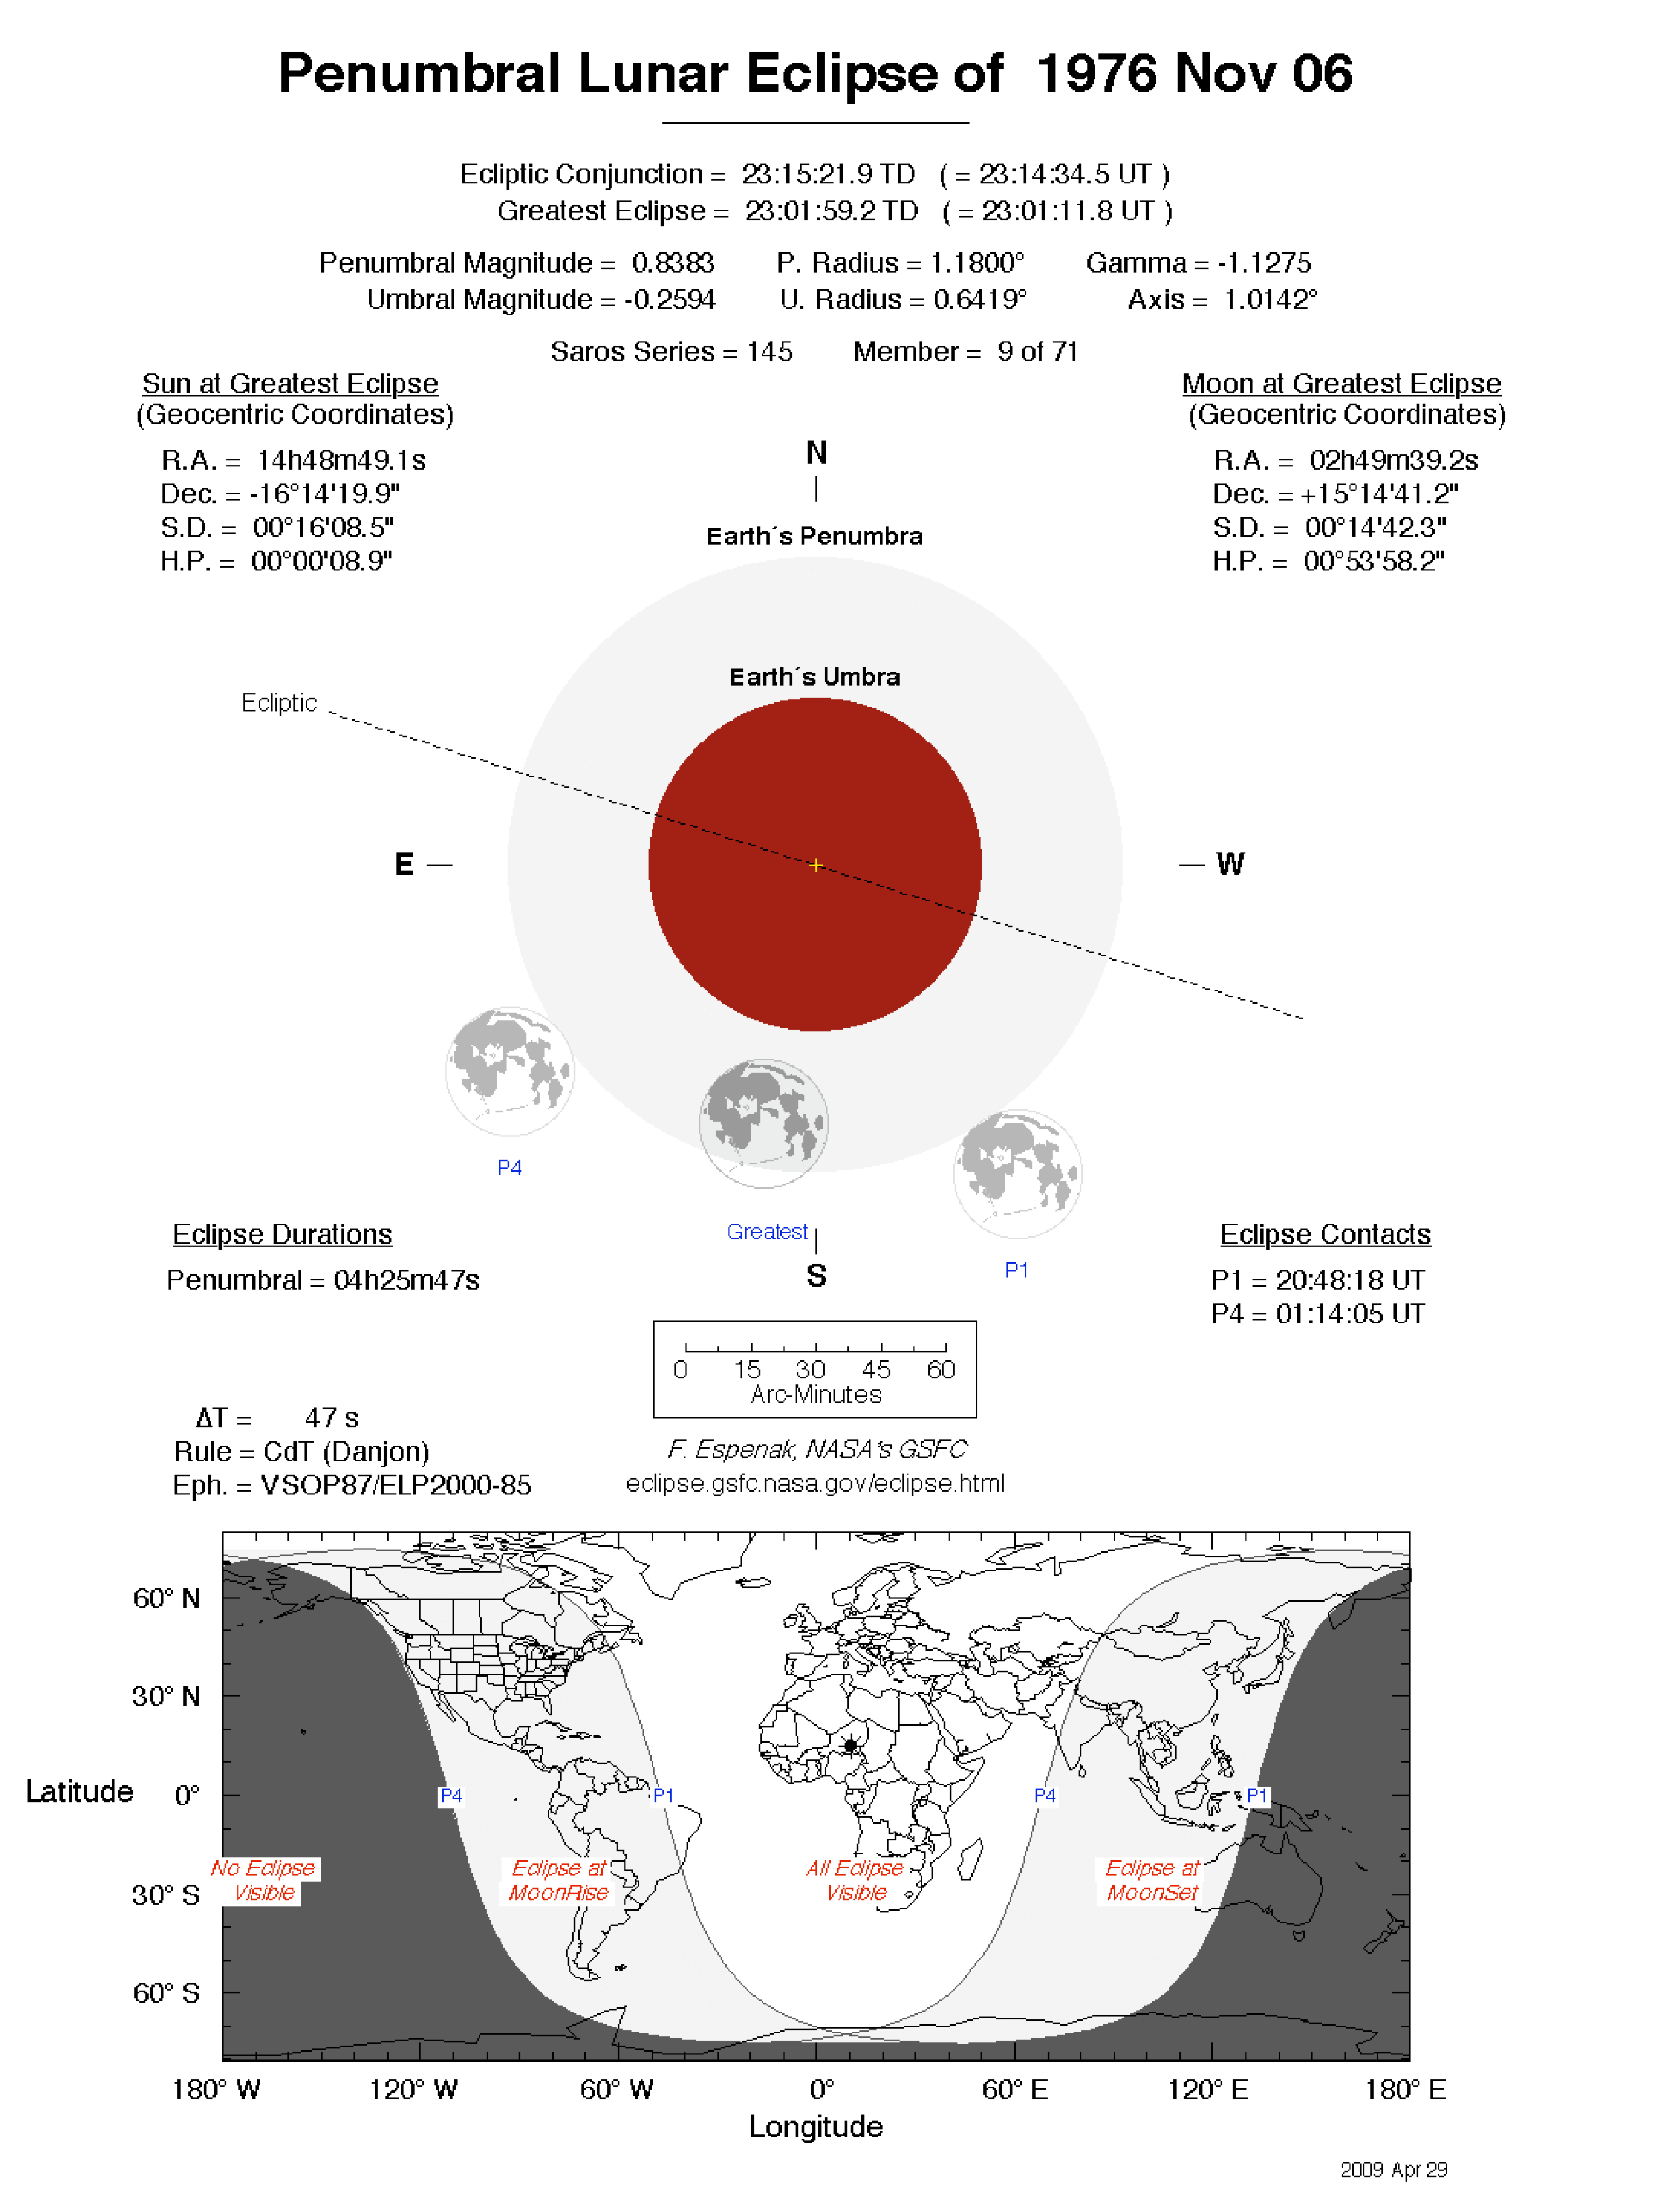 Penumbral Lunar Eclipse of 1976 Nov 06
Ecliptic Conjunction = 23:15:21.9 TD ( = 23:14:34.5 UT )
Greatest Eclipse = 23:01:59.2 TD ( = 23:01:11.8 UT )
Penumbral Magnitude = 0.8383 P. Radius = 1.1800° Gamma = -1.1275
Umbral Magnitude = -0.2594 U. Radius = 0.6419° Axis = 1.0142°
Saros Series = 145 Member = 9 of 71
Sun at Greatest Eclipse
(Geocentric Coordinates)
R.A. = 14h48m49.1s
Dec. = -16°14'19.9"
S.D. = 00°16'08.5"
H.P. = 00°00'08.9"
Moon at Greatest Eclipse
(Geocentric Coordinates)
R.A. = 02h49m39.2s
Dec. = +15°14'41.2"
S.D. = 00°14'42.3"
H.P. = 00°53'58.2"
N
Earth´s Penumbra
Earth´s Umbra
Ecliptic
E
W
P4
Greatest
P1
S
Eclipse Durations
Penumbral = 04h25m47s
Eclipse Contacts
P1 = 20:48:18 UT
P4 = 01:14:05 UT
0 15 30 45 60
Arc-Minutes
ΔT = 47 s
Rule = CdT (Danjon)
Eph. = VSOP87/ELP2000-85
F. Espenak, NASA's GSFC
eclipse.gsfc.nasa.gov/eclipse.html
60° N
30° N
Latitude 0°
30° S
60° S
P4 P1 P4 P1
No Eclipse
Visible
Eclipse at
MoonRise
All Eclipse
Visible
Eclipse at
MoonSet
180° W 120° W 60° W 0° 60° E 120° E 180° E
Longitude
2009 Apr 29